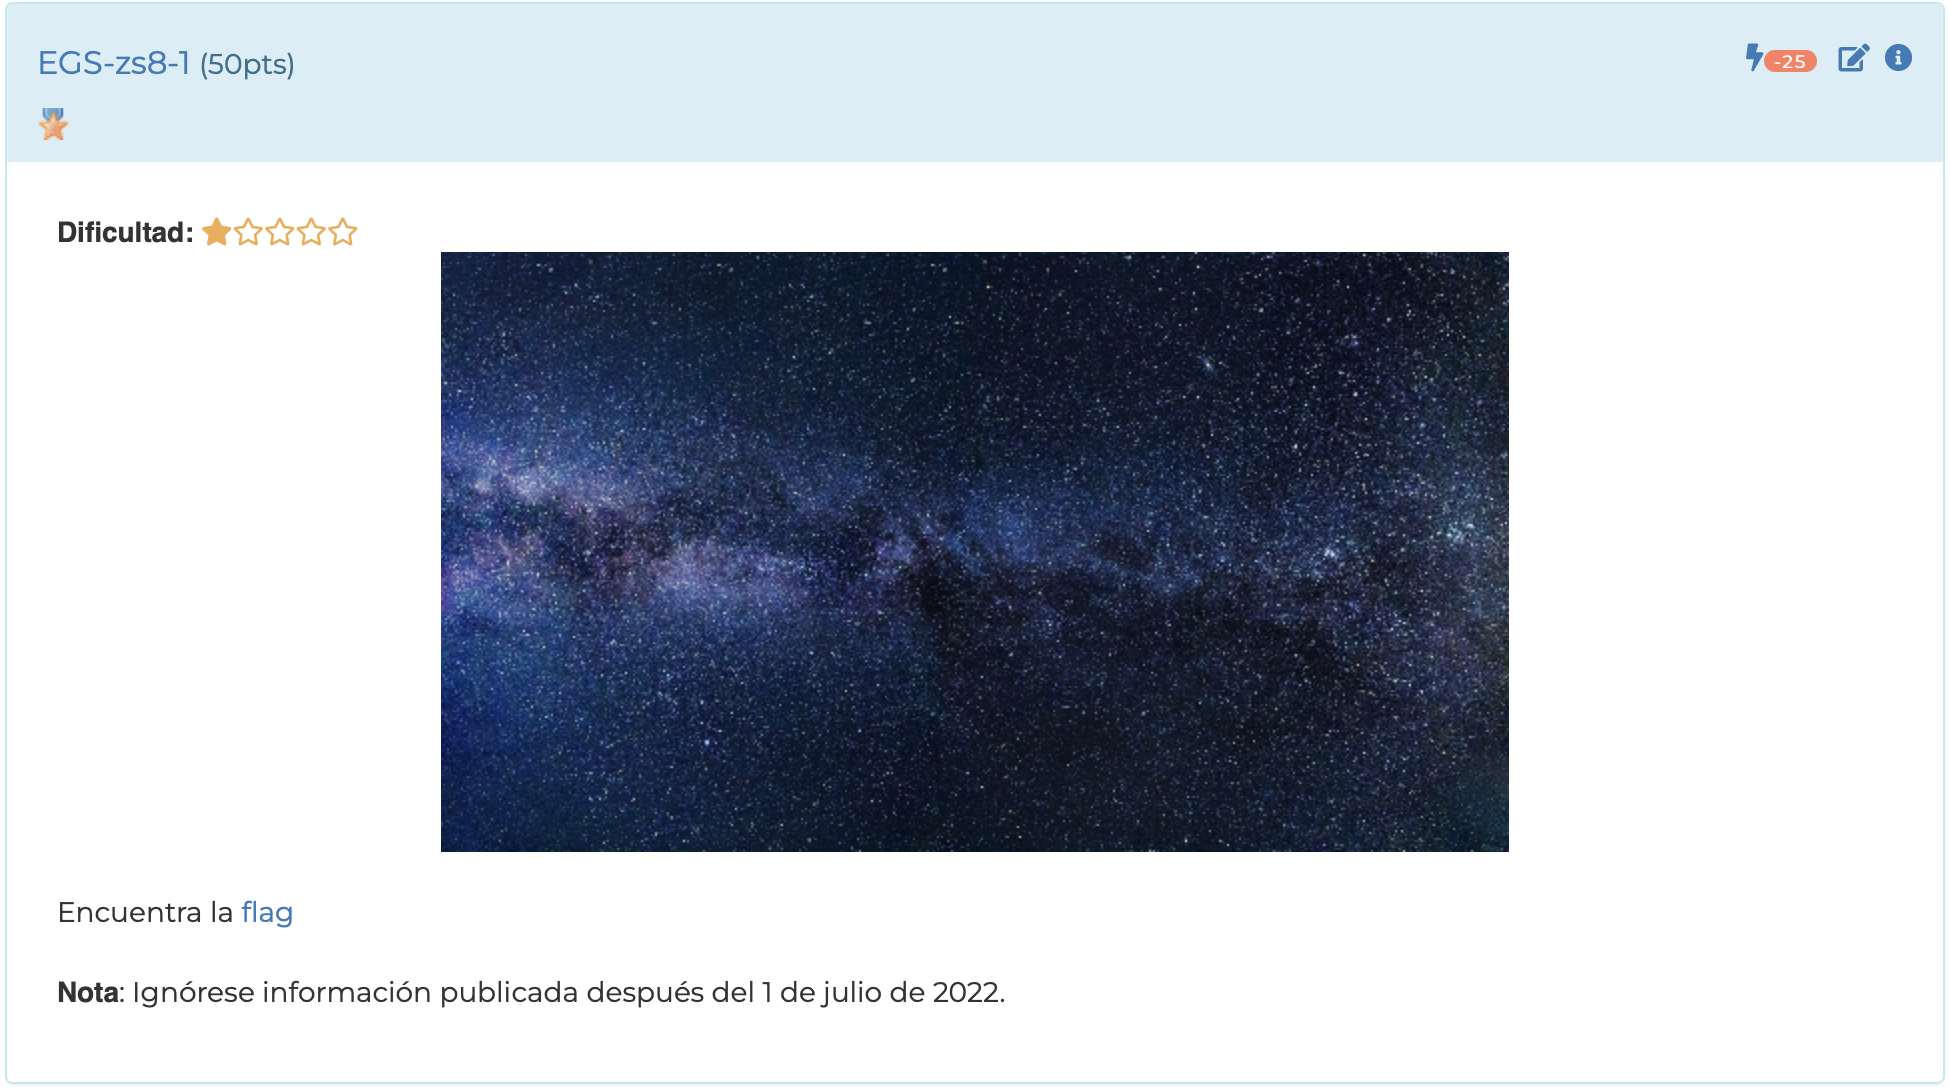 EGS-zs8-1 (50pts)
-25
Dificultad:
Encuentra la flag
Nota: Ignórese información publicada después del 1 de julio de 2022.